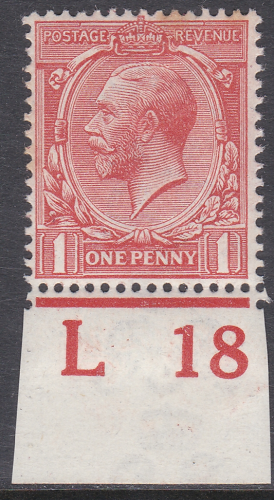 POSTAGE REVENUE
1 ONE PENNY 1
L 18